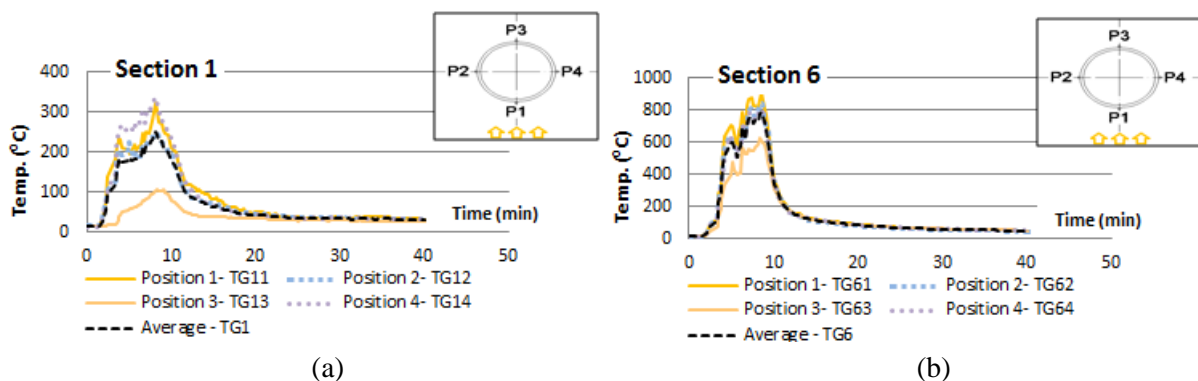 Section 1
Temp. (°C)
400
300
200
100
0
0 10 20 30 40 50
Time (min)
P3
P2 P4
P1
Position 1- TG11 Position 2- TG12
Position 3- TG13 Position 4- TG14
Average - TG1
(a)
Section 6
Temp. (°C)
1000
800
600
400
200
0
0 10 20 30 40 50
Time (min)
P3
P2 P4
P1
Position 1- TG61 Position 2- TG62
Position 3- TG63 Position 4- TG64
Average - TG6
(b)